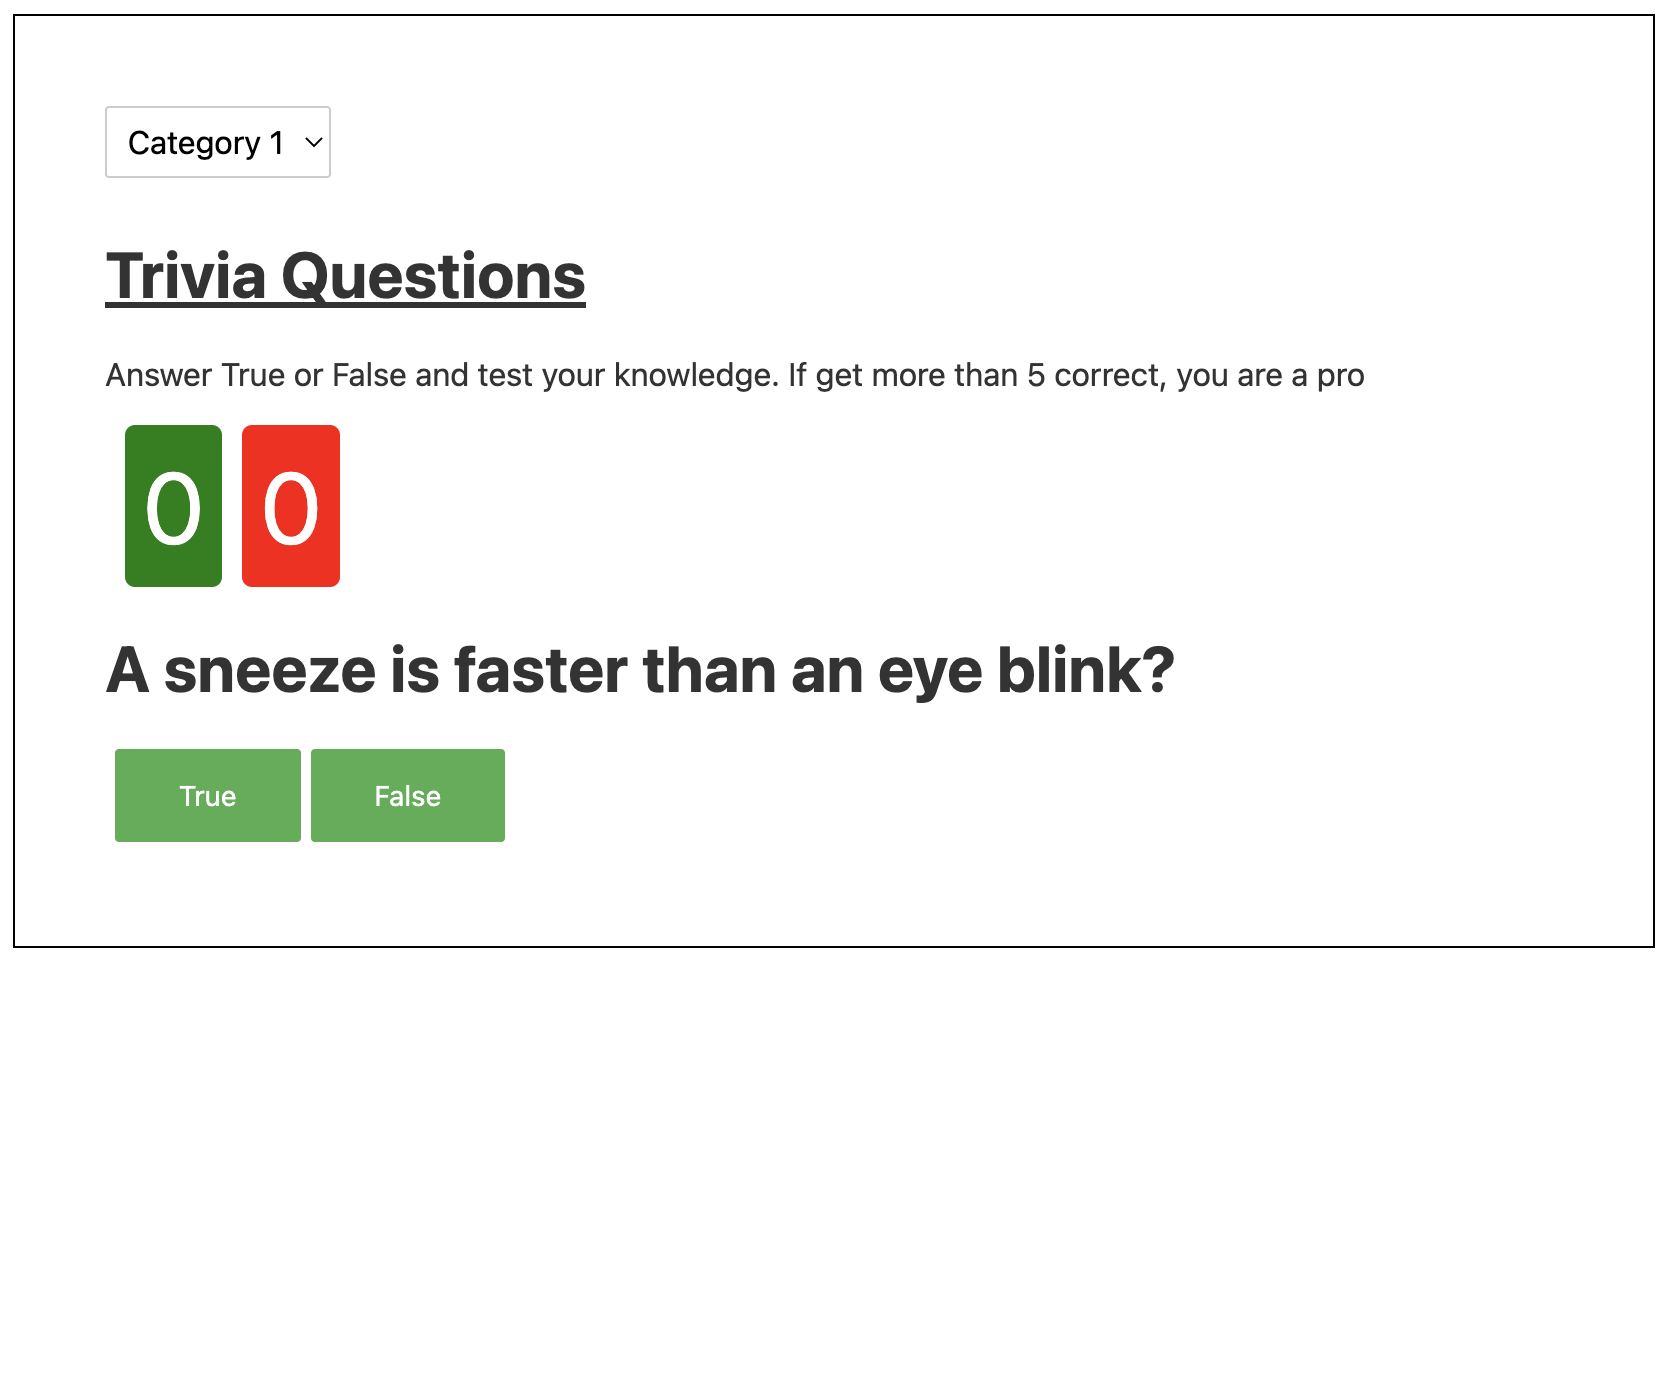 Category 1
Trivia Questions
Answer True or False and test your knowledge. If get more than 5 correct, you are a pro
0 0
A sneeze is faster than an eye blink?
True False